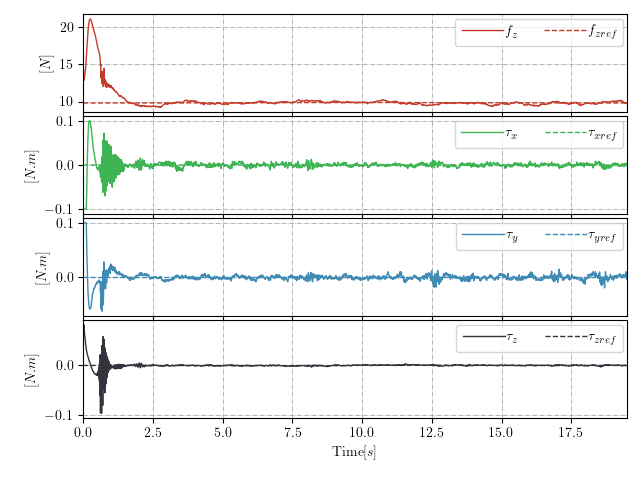 20
15
10
[N]
f_z
f_zref
0.1
0.0
−0.1
[N.m]
τ_x
τ_xref
0.1
0.0
[N.m]
τ_y
τ_yref
0.0
−0.1
[N.m]
τ_z
τ_zref
0.0 2.5 5.0 7.5 10.0 12.5 15.0 17.5
Time[s]